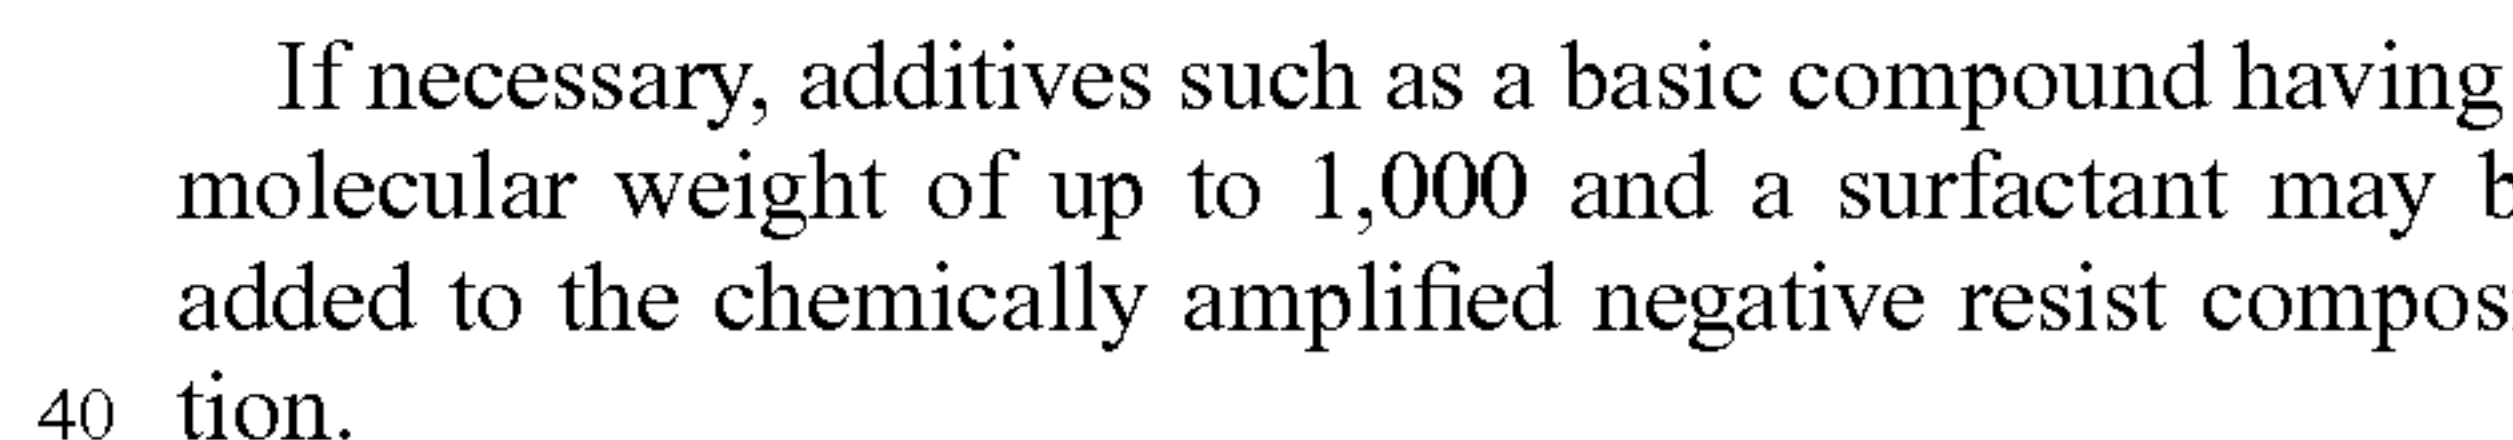 If necessary, additives such as a basic compound having
molecular weight of up to 1,000 and a surfactant may
added to the chemically amplified negative resist compos
40 tion.